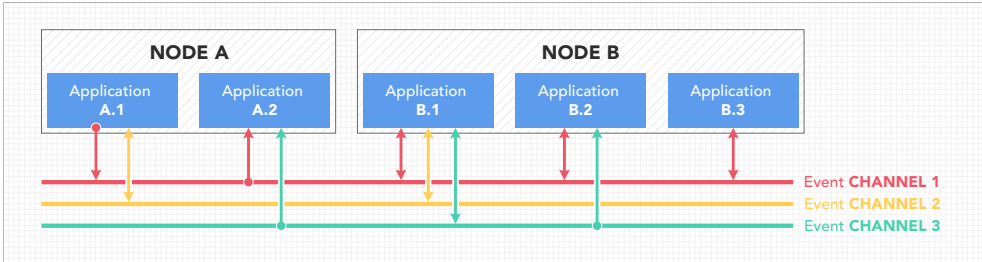 NODE A
NODE B
Application
A.1
Application
A.2
Application
B.1
Application
B.2
Application
B.3
Event CHANNEL 1
Event CHANNEL 2
Event CHANNEL 3